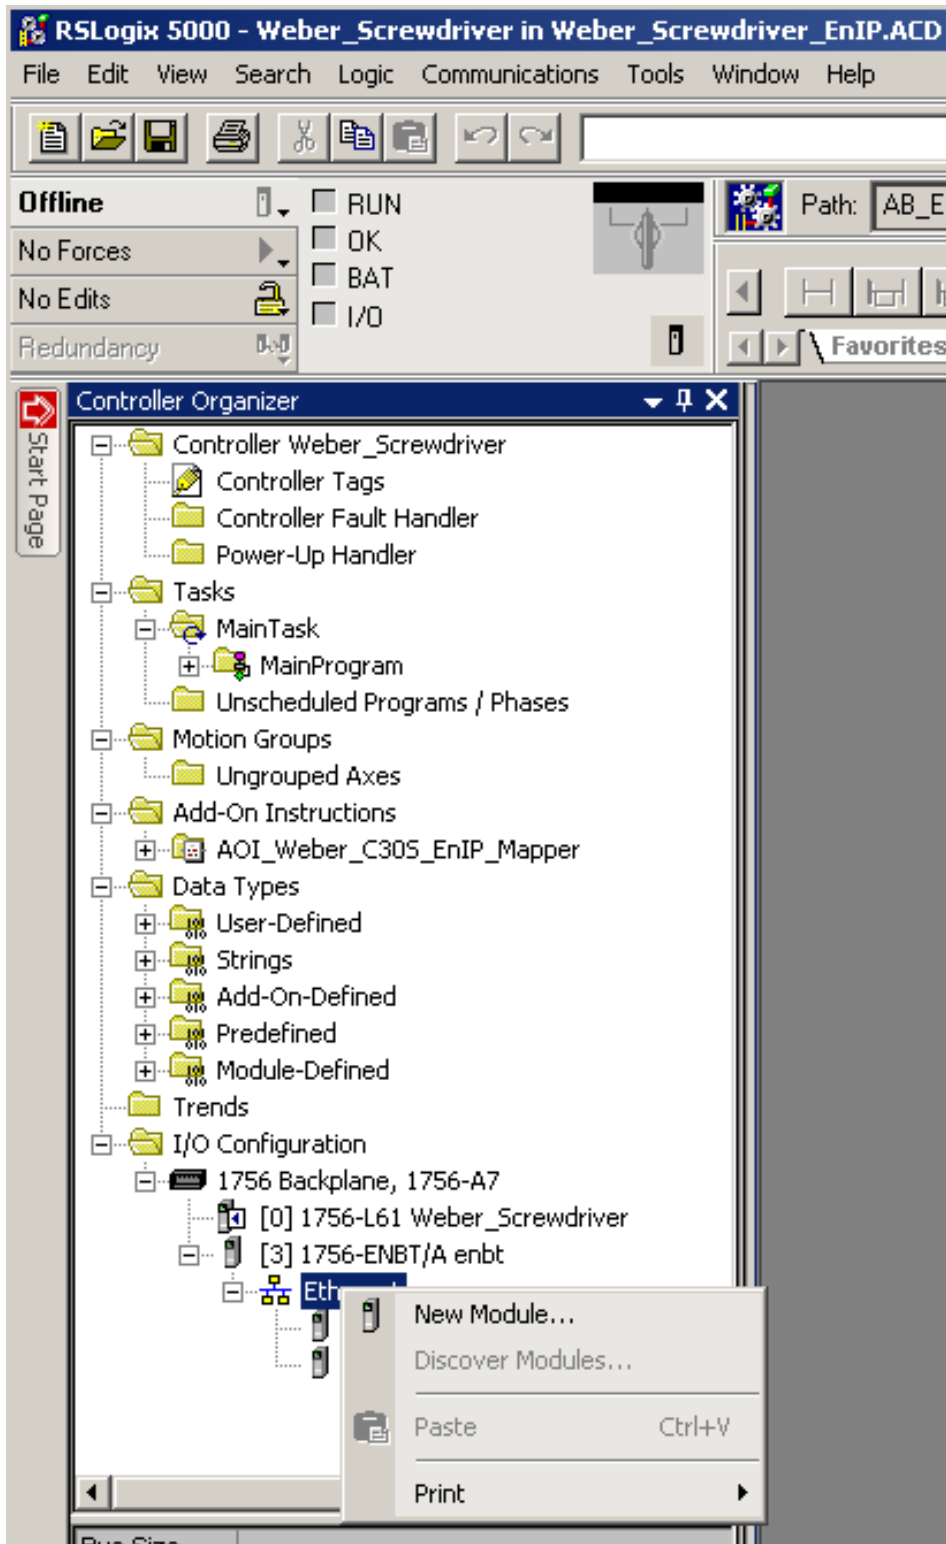 RSLogix 5000 - Weber_Screwdriver in Weber_Screwdriver_EnIP.ACD
File Edit View Search Logic Communications Tools Window Help
Offline
RUN
Path: AB_E
No Forces
OK
BAT
No Edits
I/O
Redundancy
Favorites
Start Page
Controller Organizer
Controller Weber_Screwdriver
Controller Tags
Controller Fault Handler
Power-Up Handler
Tasks
MainTask
MainProgram
Unscheduled Programs / Phases
Motion Groups
Ungrouped Axes
Add-On Instructions
AOI_Weber_C30S_EnIP_Mapper
Data Types
User-Defined
Strings
Add-On-Defined
Predefined
Module-Defined
Trends
I/O Configuration
1756 Backplane, 1756-A7
[0] 1756-L61 Weber_Screwdriver
[3] 1756-ENBT/A enbt
New Module...
Discover Modules...
Paste Ctrl+V
Print